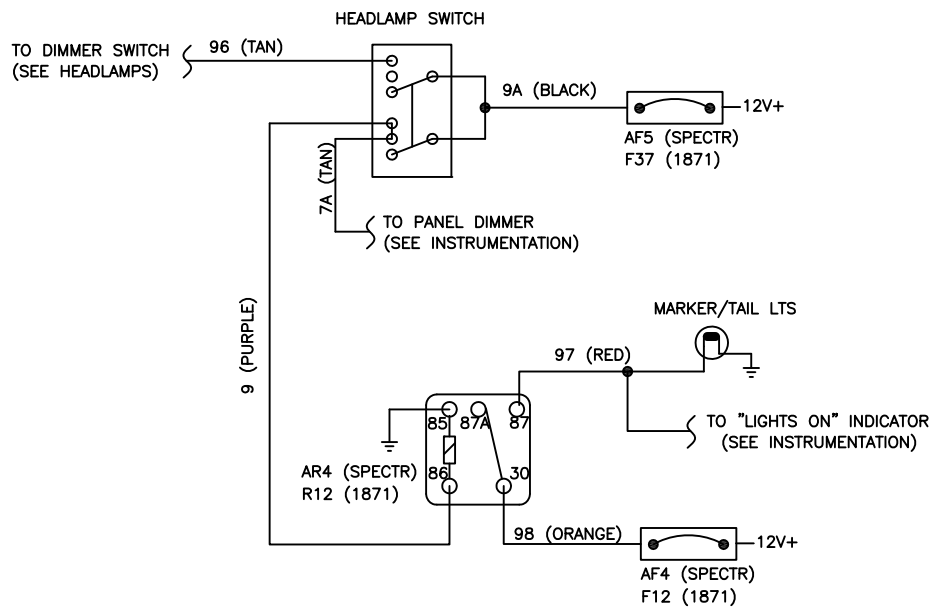 HEADLAMP SWITCH
TO DIMMER SWITCH
(SEE HEADLAMPS)
96 (TAN)
9A (BLACK)
12V+
AF5 (SPECTR)
F37 (1871)
7A (TAN)
TO PANEL DIMMER
(SEE INSTRUMENTATION)
9 (PURPLE)
MARKER/TAIL LTS
97 (RED)
85
87A
87
TO "LIGHTS ON" INDICATOR
(SEE INSTRUMENTATION)
AR4 (SPECTR)
R12 (1871)
86
30
98 (ORANGE)
12V+
AF4 (SPECTR)
F12 (1871)